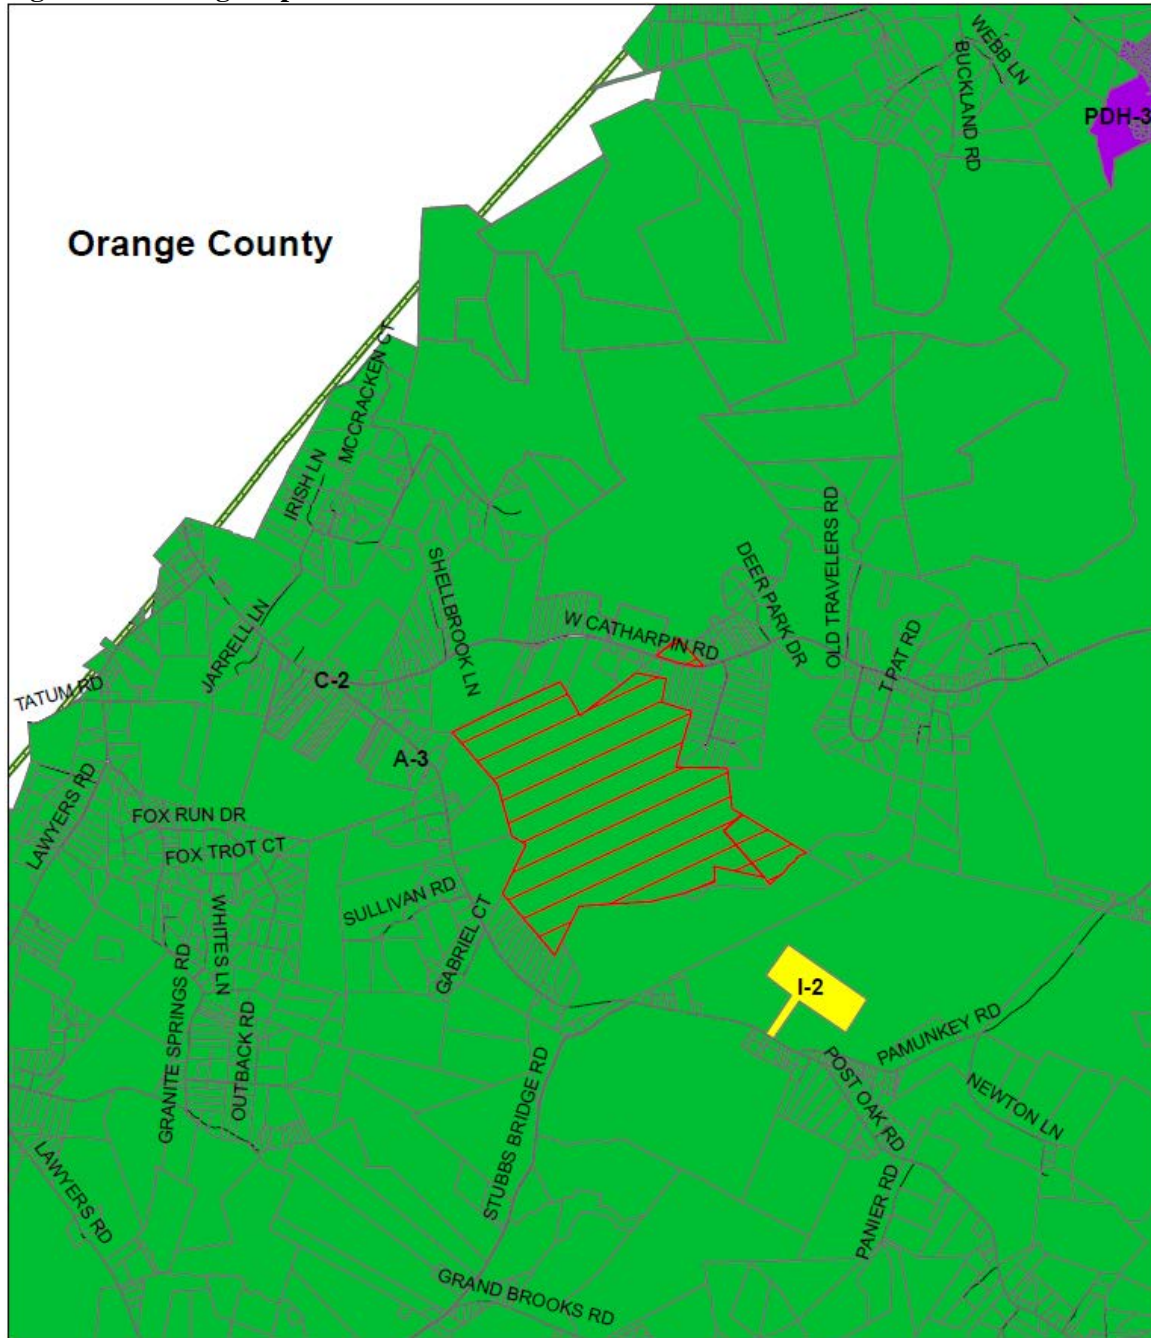 WEBB LN
BUCKLAND RD
PDH-3
Orange County
MCCRACKEN CT
IRISH LN
SHELLBROOK LN
DEER PARK DR
OLD TRAVELERS RD
W CATHARPIN RD
T PAT RD
JARRELL LN
C-2
TATUM RD
A-3
LAWYERS RD
FOX RUN DR
FOX TROT CT
SULLIVAN RD
WHITES LN
GABRIEL CT
I-2
GRANITE SPRINGS RD
OUTBACK RD
PAMUNKEY RD
POST OAK RD
NEWTON LN
STUBBS BRIDGE RD
LAWYERS RD
PANIER RD
GRAND BROOKS RD